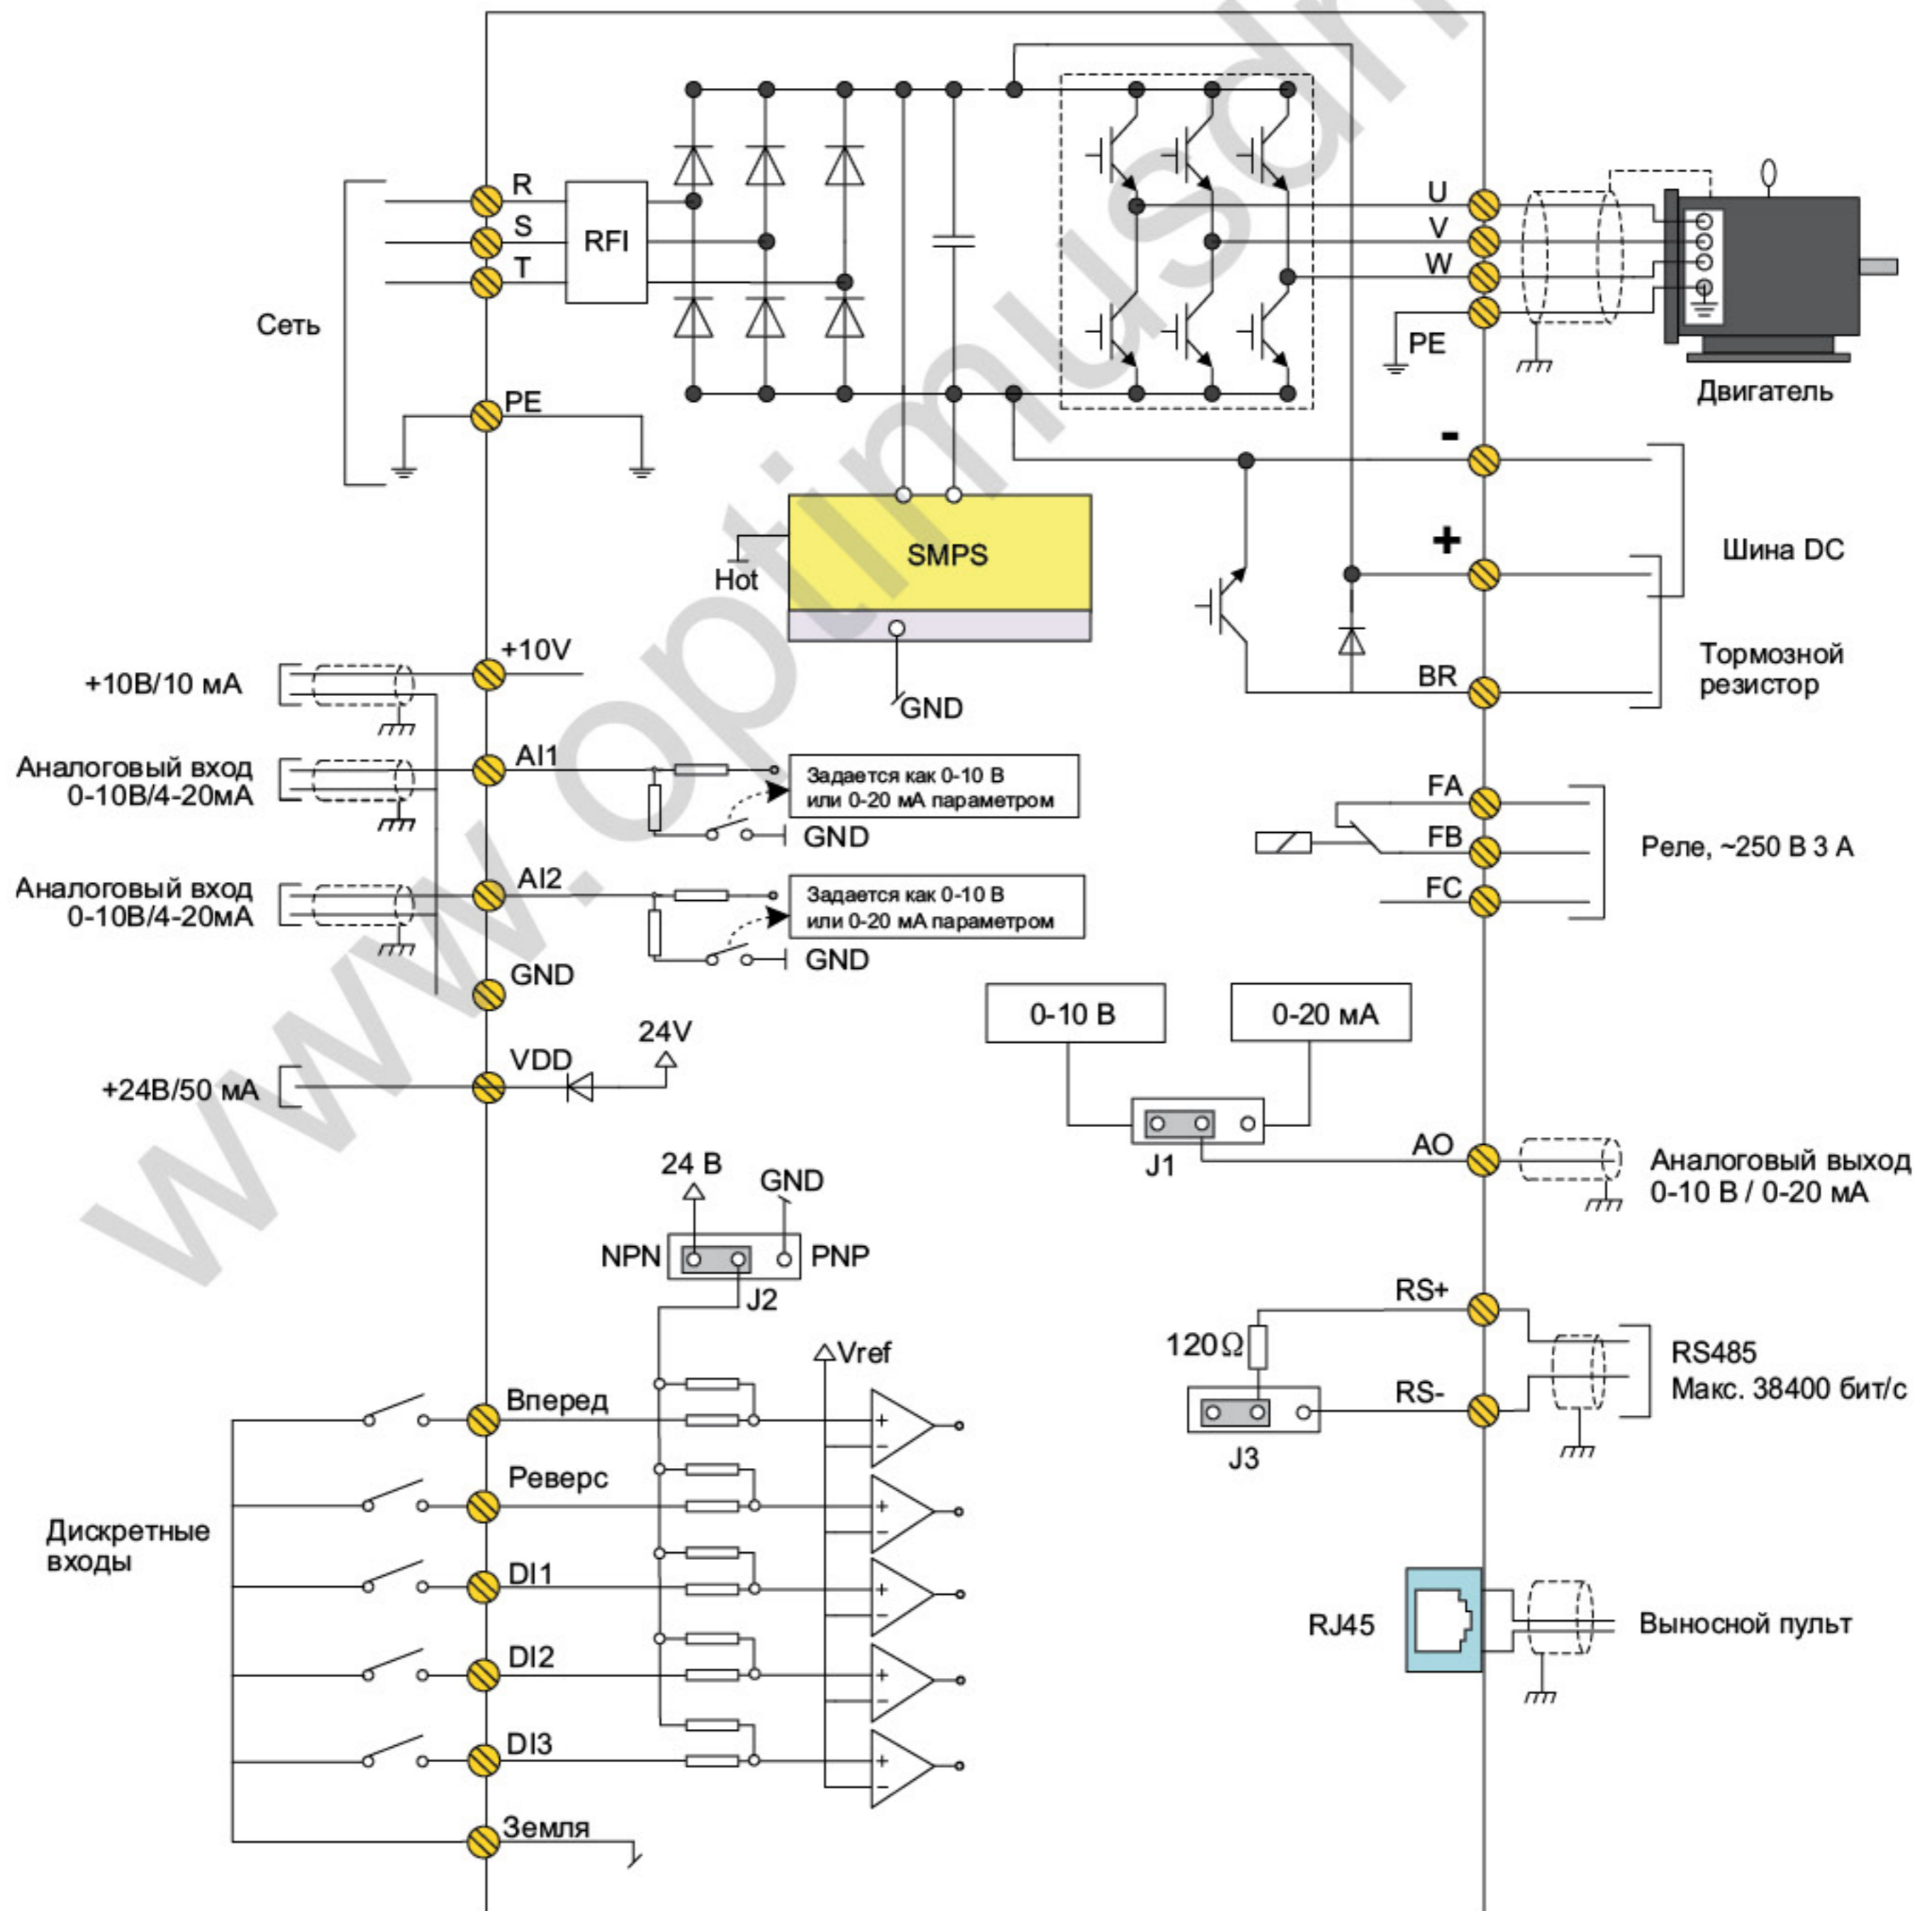 R
S
T
RFI
Сеть
PE
U
V
W
PE
Двигатель
-
+
Шина DC
SMPS
Hot
GND
BR
Тормозной
резистор
+10V
+10В/10 мА
AI1
Аналоговый вход
0-10В/4-20мА
Задается как 0-10 В
или 0-20 мА параметром
GND
AI2
Аналоговый вход
0-10В/4-20мА
Задается как 0-10 В
или 0-20 мА параметром
GND
GND
FA
FB
FC
Реле, ~250 В 3 А
24V
VDD
+24В/50 мА
0-10 В
0-20 мА
J1
AO
Аналоговый выход
0-10 В / 0-20 мА
24 В
GND
NPN
PNP
J2
Vref
RS+
120Ω
RS-
J3
RS485
Макс. 38400 бит/с
Вперед
Реверс
Дискретные
входы
DI1
DI2
DI3
Земля
RJ45
Выносной пульт
www.optimusdr